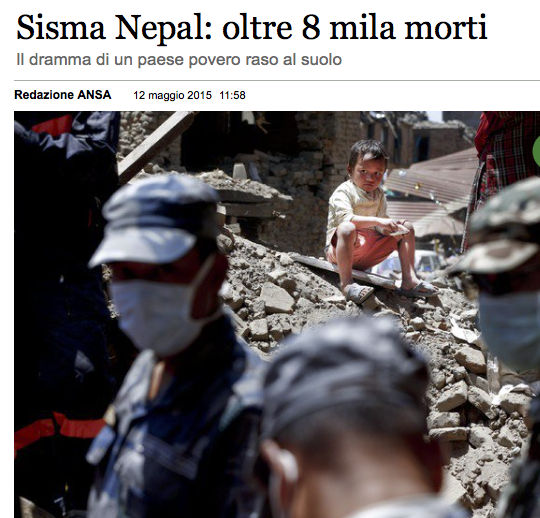 Sisma Nepal: oltre 8 mila morti
Il dramma di un paese povero raso al suolo
Redazione ANSA 12 maggio 2015 11:58